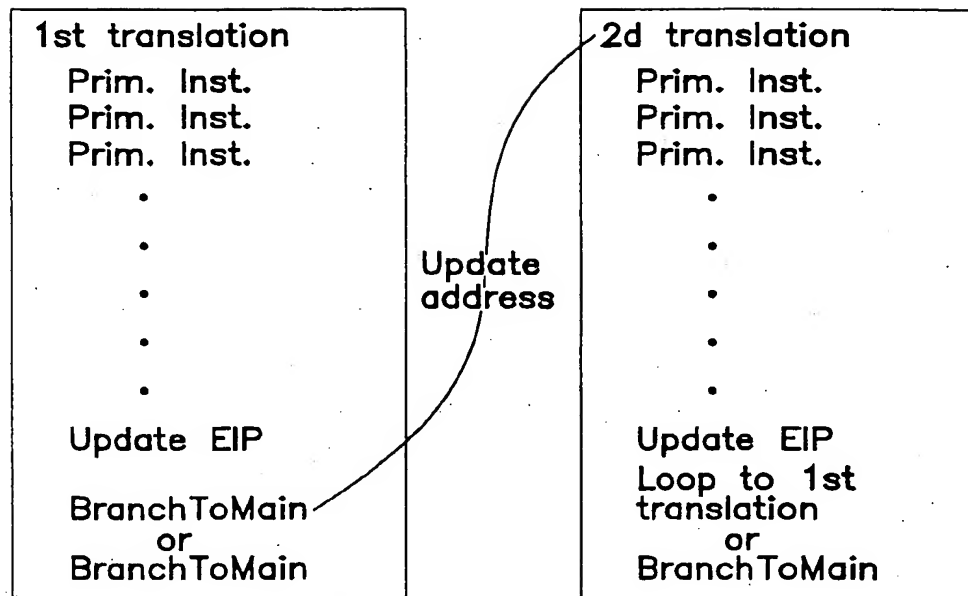 1st translation
Prim. Inst.
Prim. Inst.
Prim. Inst.
Update EIP
BranchToMain
or
BranchToMain
Update
address
2d translation
Prim. Inst.
Prim. Inst.
Prim. Inst.
Update EIP
Loop to 1st
translation
or
BranchToMain